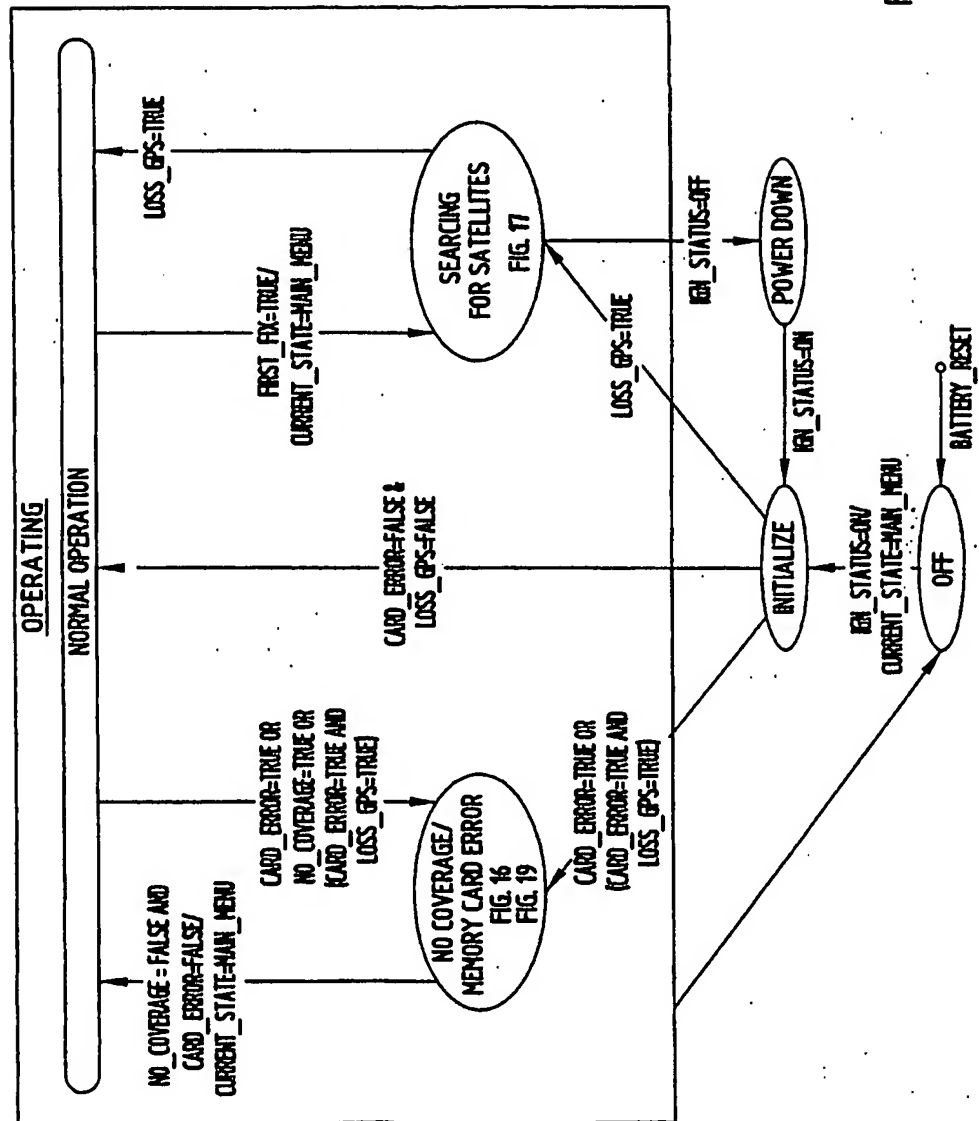 OPERATING
NORMAL OPERATION
NO_COVERAGE = FALSE AND
CARD_ERROR=FALSE/
CURRENT_STATE=MAIN_MENU
CARD_ERROR=TRUE OR
NO_COVERAGE=TRUE OR
(CARD_ERROR=TRUE AND
LOSS_GPS=TRUE)
CARD_ERROR=FALSE &
LOSS_GPS=FALSE
FIRST_FIX=TRUE/
CURRENT_STATE=MAIN_MENU
LOSS_GPS=TRUE
NO COVERAGE/
MEMORY CARD ERROR
FIG. 16
FIG. 19
SEARCING
FOR SATELLITES
FIG. 17
CARD_ERROR=TRUE OR
(CARD_ERROR=TRUE AND
LOSS_GPS=TRUE)
LOSS_GPS=TRUE
IGN_STATUS=OFF
INITIALIZE
IGN_STATUS=ON
POWER DOWN
IGN_STATUS=ON/
CURRENT_STATE=MAIN_MENU
OFF
BATTERY_RESET